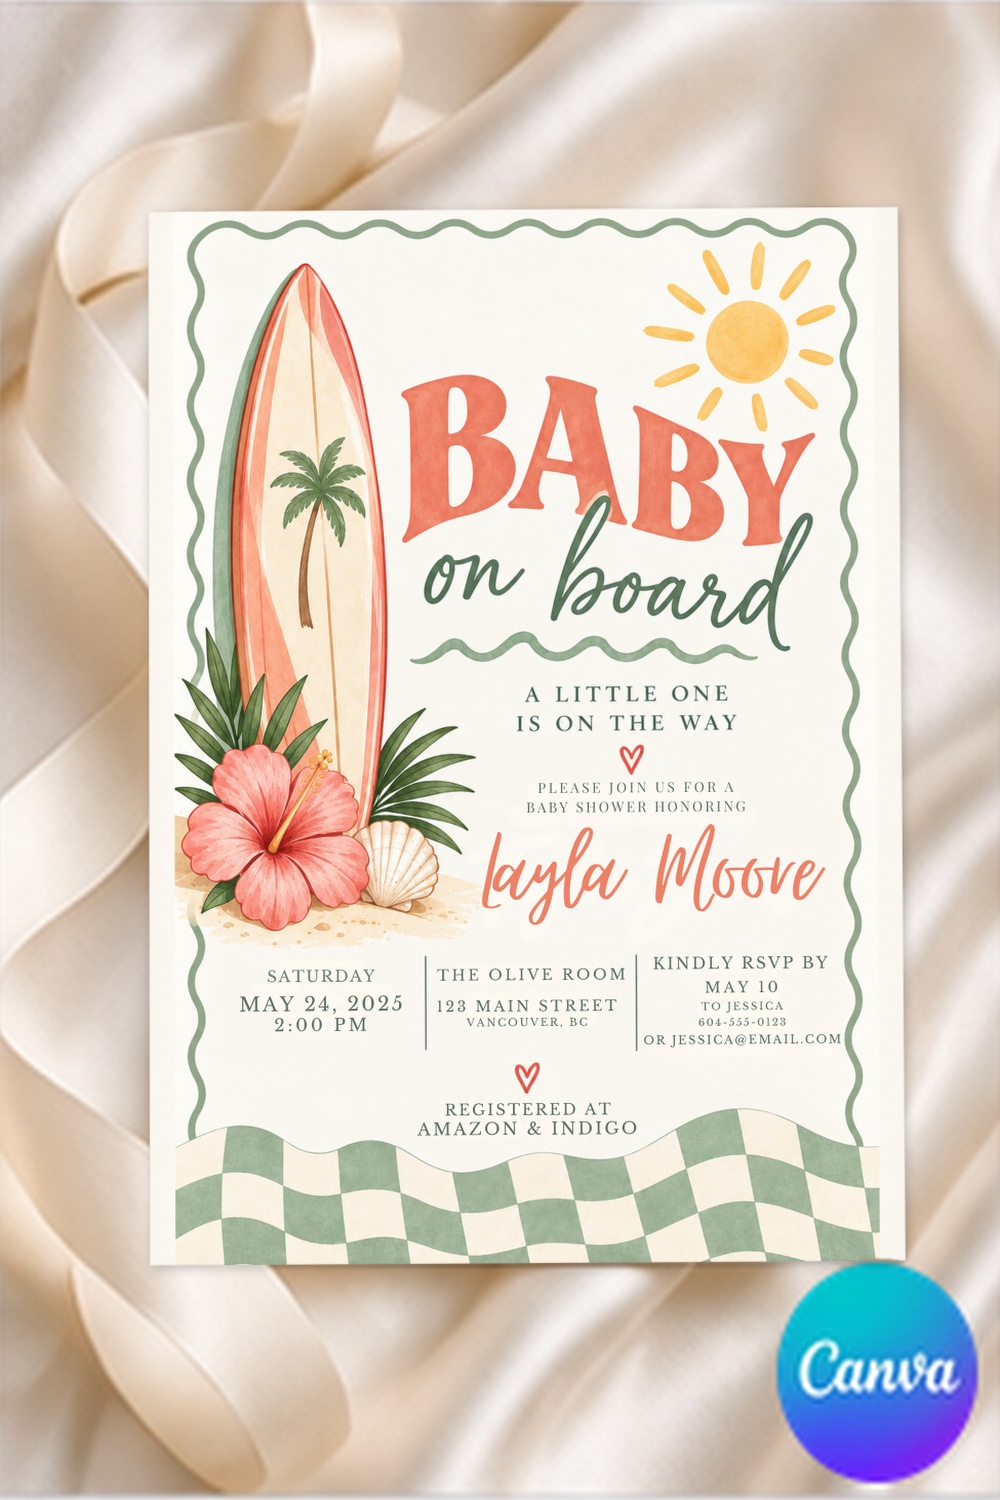 BABY
on board
A LITTLE ONE
IS ON THE WAY
PLEASE JOIN US FOR A
BABY SHOWER HONORING
Layla Moore
SATURDAY
MAY 24, 2025
2:00 PM
THE OLIVE ROOM
123 MAIN STREET
VANCOUVER, BC
KINDLY RSVP BY
MAY 10
TO JESSICA
604-555-0123
OR JESSICA@EMAIL.COM
REGISTERED AT
AMAZON & INDIGO
Canva